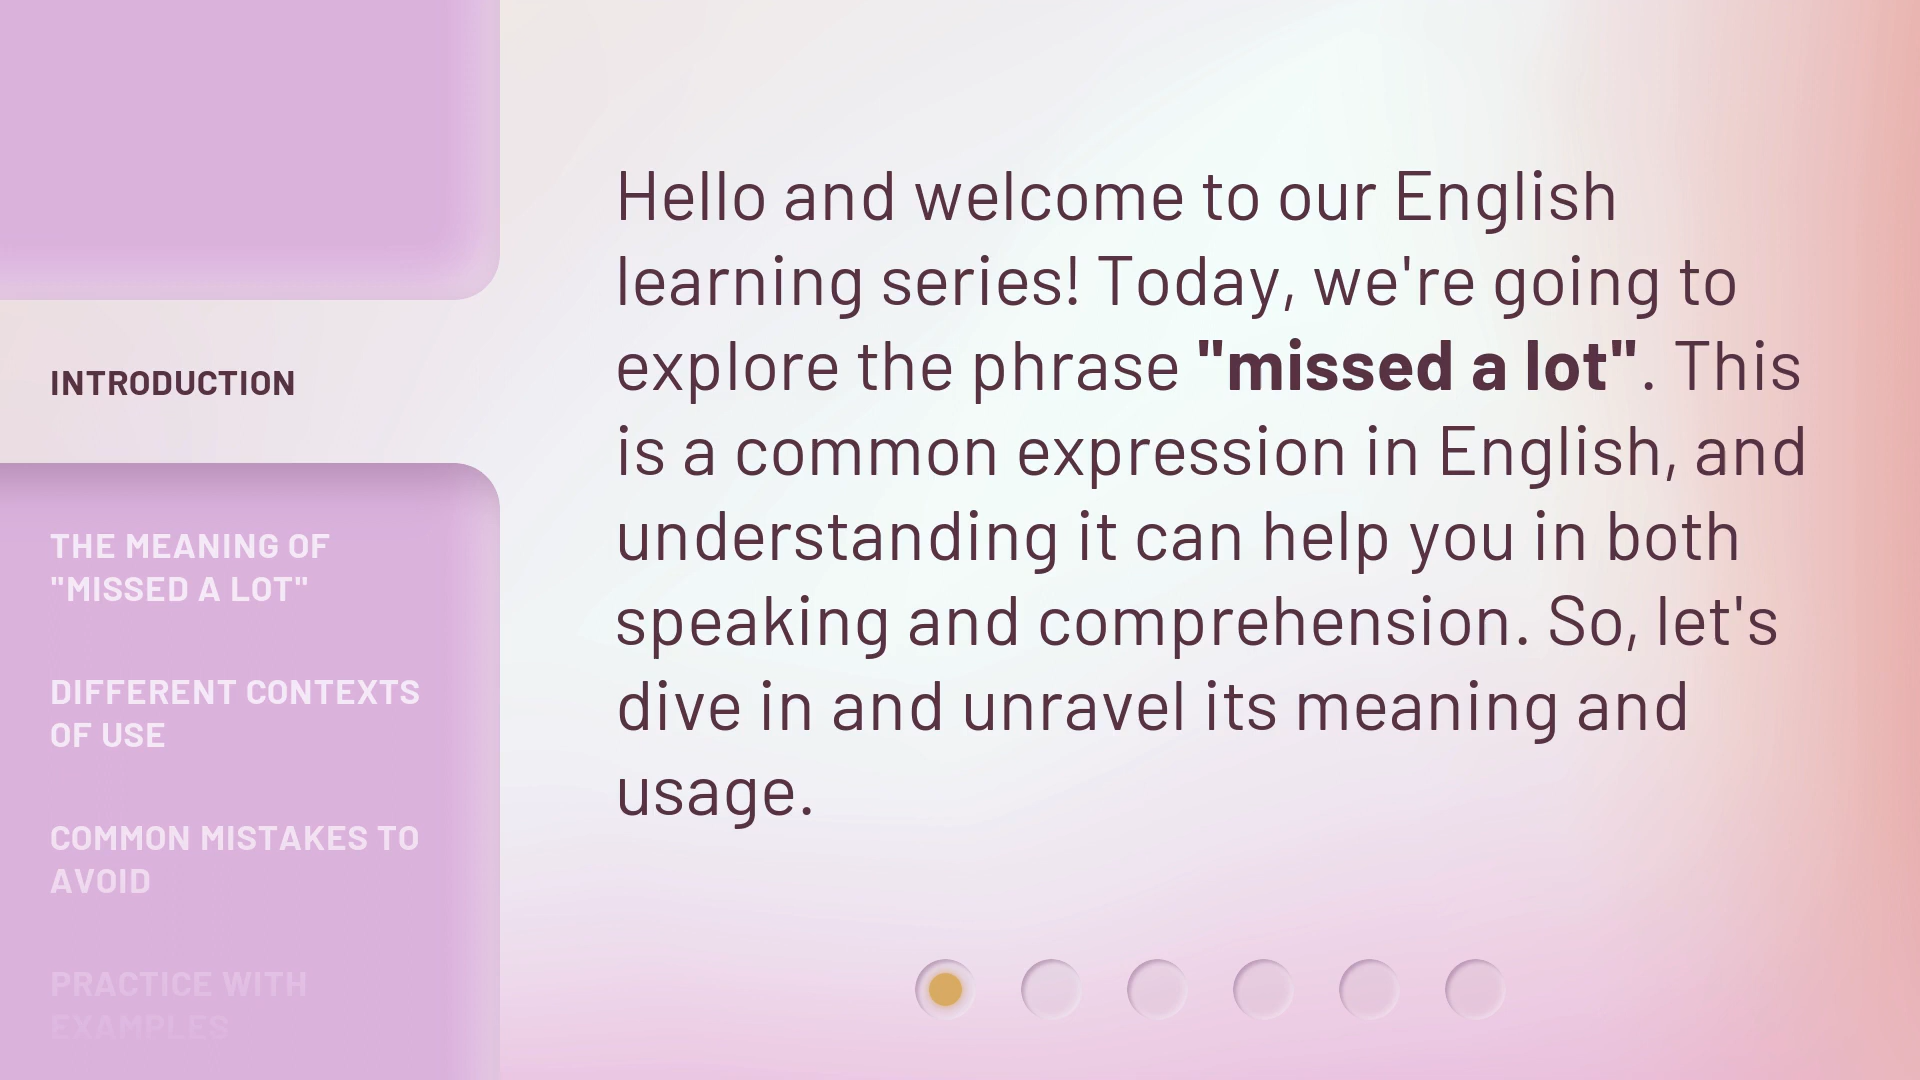 INTRODUCTION
THE MEANING OF
"MISSED A LOT"
DIFFERENT CONTEXTS
OF USE
COMMON MISTAKES TO
AVOID
PRACTICE WITH
EXAMPLES
Hello and welcome to our English
learning series! Today, we're going to
explore the phrase "missed a lot". This
is a common expression in English, and
understanding it can help you in both
speaking and comprehension. So, let's
dive in and unravel its meaning and
usage.